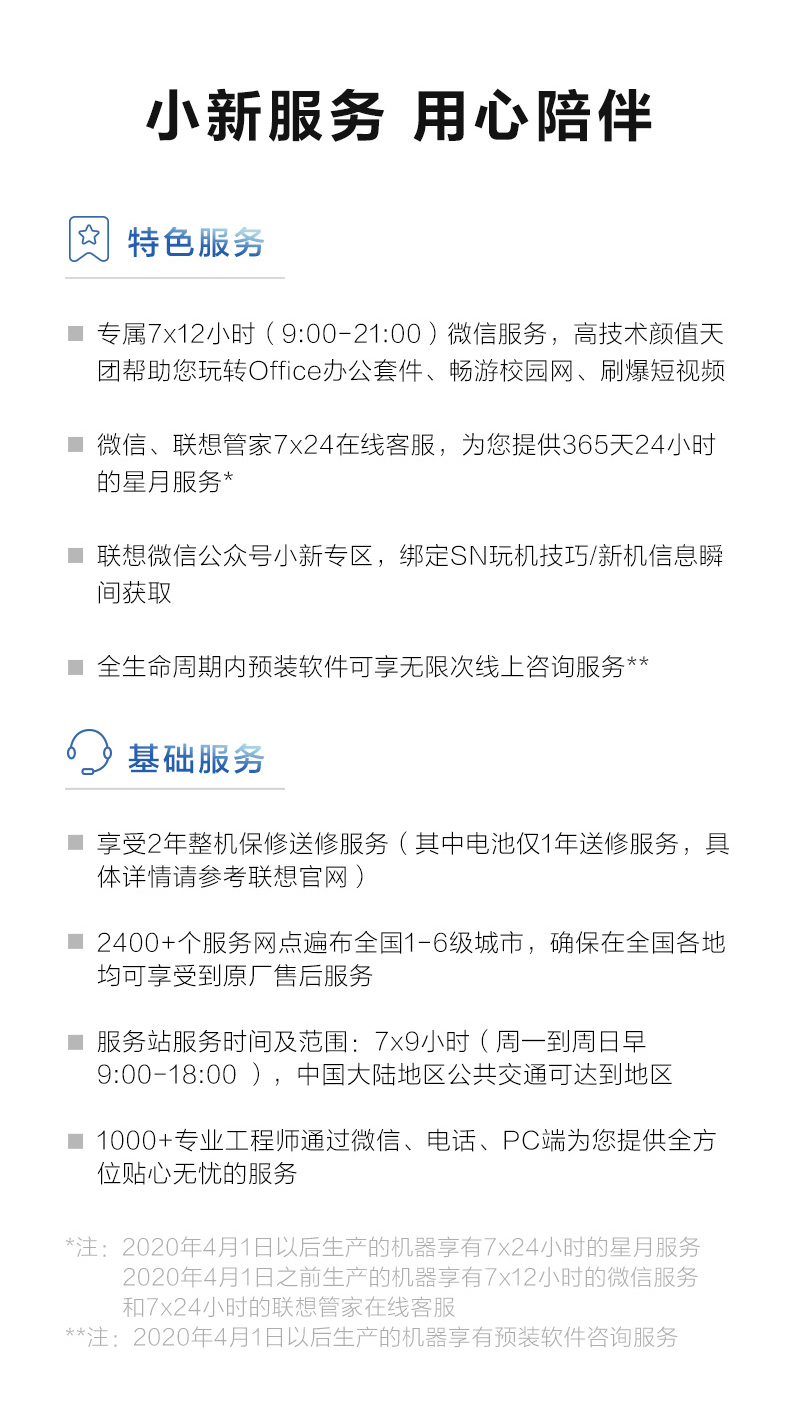 小新服务 用心陪伴
特色服务
专属7x12小时（9:00-21:00）微信服务，高技术颜值天
团帮助您玩转Office办公套件、畅游校园网、刷爆短视频
微信、联想管家7x24在线客服，为您提供365天24小时
的星月服务*
联想微信公众号小新专区，绑定SN玩机技巧/新机信息瞬
间获取
全生命周期内预装软件可享无限次线上咨询服务**
基础服务
享受2年整机保修送修服务（其中电池仅1年送修服务，具
体详情请参考联想官网）
2400+个服务网点遍布全国1-6级城市，确保在全国各地
均可享受到原厂售后服务
服务站服务时间及范围：7x9小时（周一到周日早
9:00-18:00 ），中国大陆地区公共交通可达到地区
1000+专业工程师通过微信、电话、PC端为您提供全方
位贴心无忧的服务
*注：2020年4月1日以后生产的机器享有7x24小时的星月服务
2020年4月1日之前生产的机器享有7x12小时的微信服务
和7x24小时的联想管家在线客服
**注：2020年4月1日以后生产的机器享有预装软件咨询服务